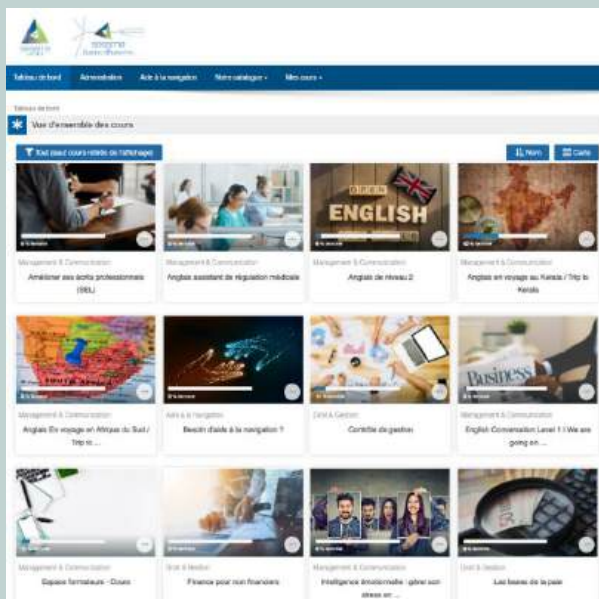 Tableau de bord Administration Aide à la navigation Notre catalogue Mes cours
Tableau de bord
Vue d'ensemble des cours
Tout (sauf cours retirés de l'affichage) Nom Carte
OPEN
ENGLISH
Management & Communication Management & Communication Management & Communication Management & Communication
Améliorer ses écrits professionnels Anglais assistant de régulation médicale Anglais de niveau 2 Anglais en voyage au Kerala / Trip to
Kerala
SOUTH AFRICA
Business
Management & Communication Aide à la navigation Droit & Gestion Management & Communication
Anglais En voyage en Afrique du Sud / Besoin d'aide à la navigation ? Contrôle de gestion English Conversation Level 1 I We are
Trip to ... going on ...
Management & Communication Droit & Gestion Management & Communication Droit & Gestion
Espace formateurs - Cours Finance pour non financiers Intelligence émotionnelle : gérer son Les bases de la paie
stress en ...